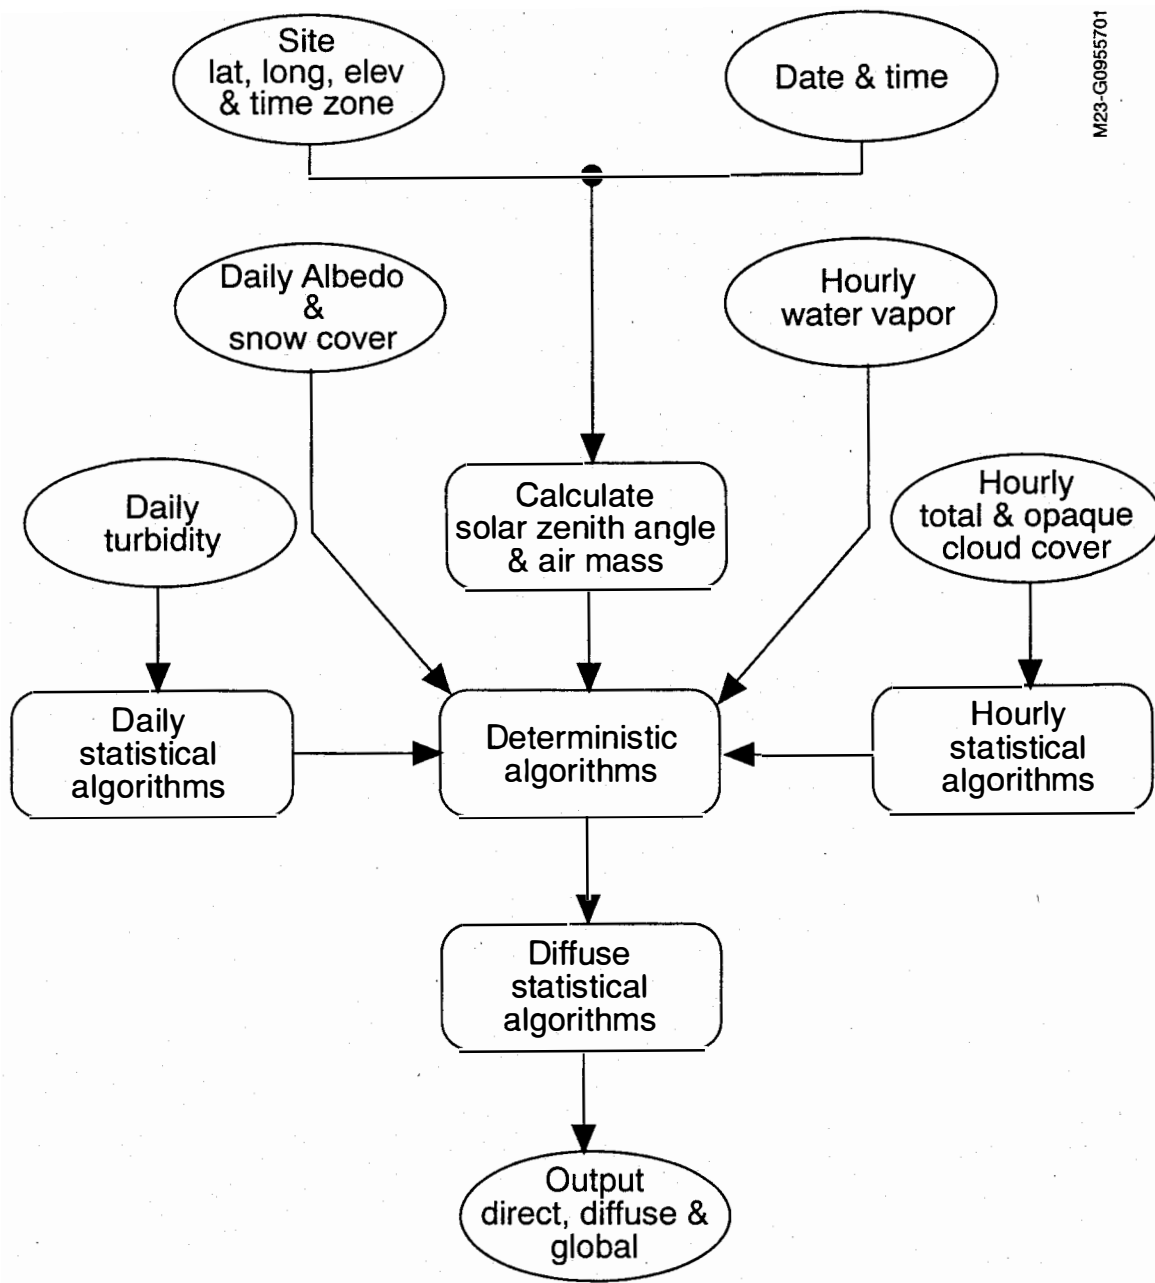 Site
lat, long, elev
& time zone
Date & time
M23-G0955701
Daily Albedo
&
snow cover
Hourly
water vapor
Daily
turbidity
Calculate
solar zenith angle
& air mass
Hourly
total & opaque
cloud cover
Daily
statistical
algorithms
Deterministic
algorithms
Hourly
statistical
algorithms
Diffuse
statistical
algorithms
Output
direct, diffuse &
global